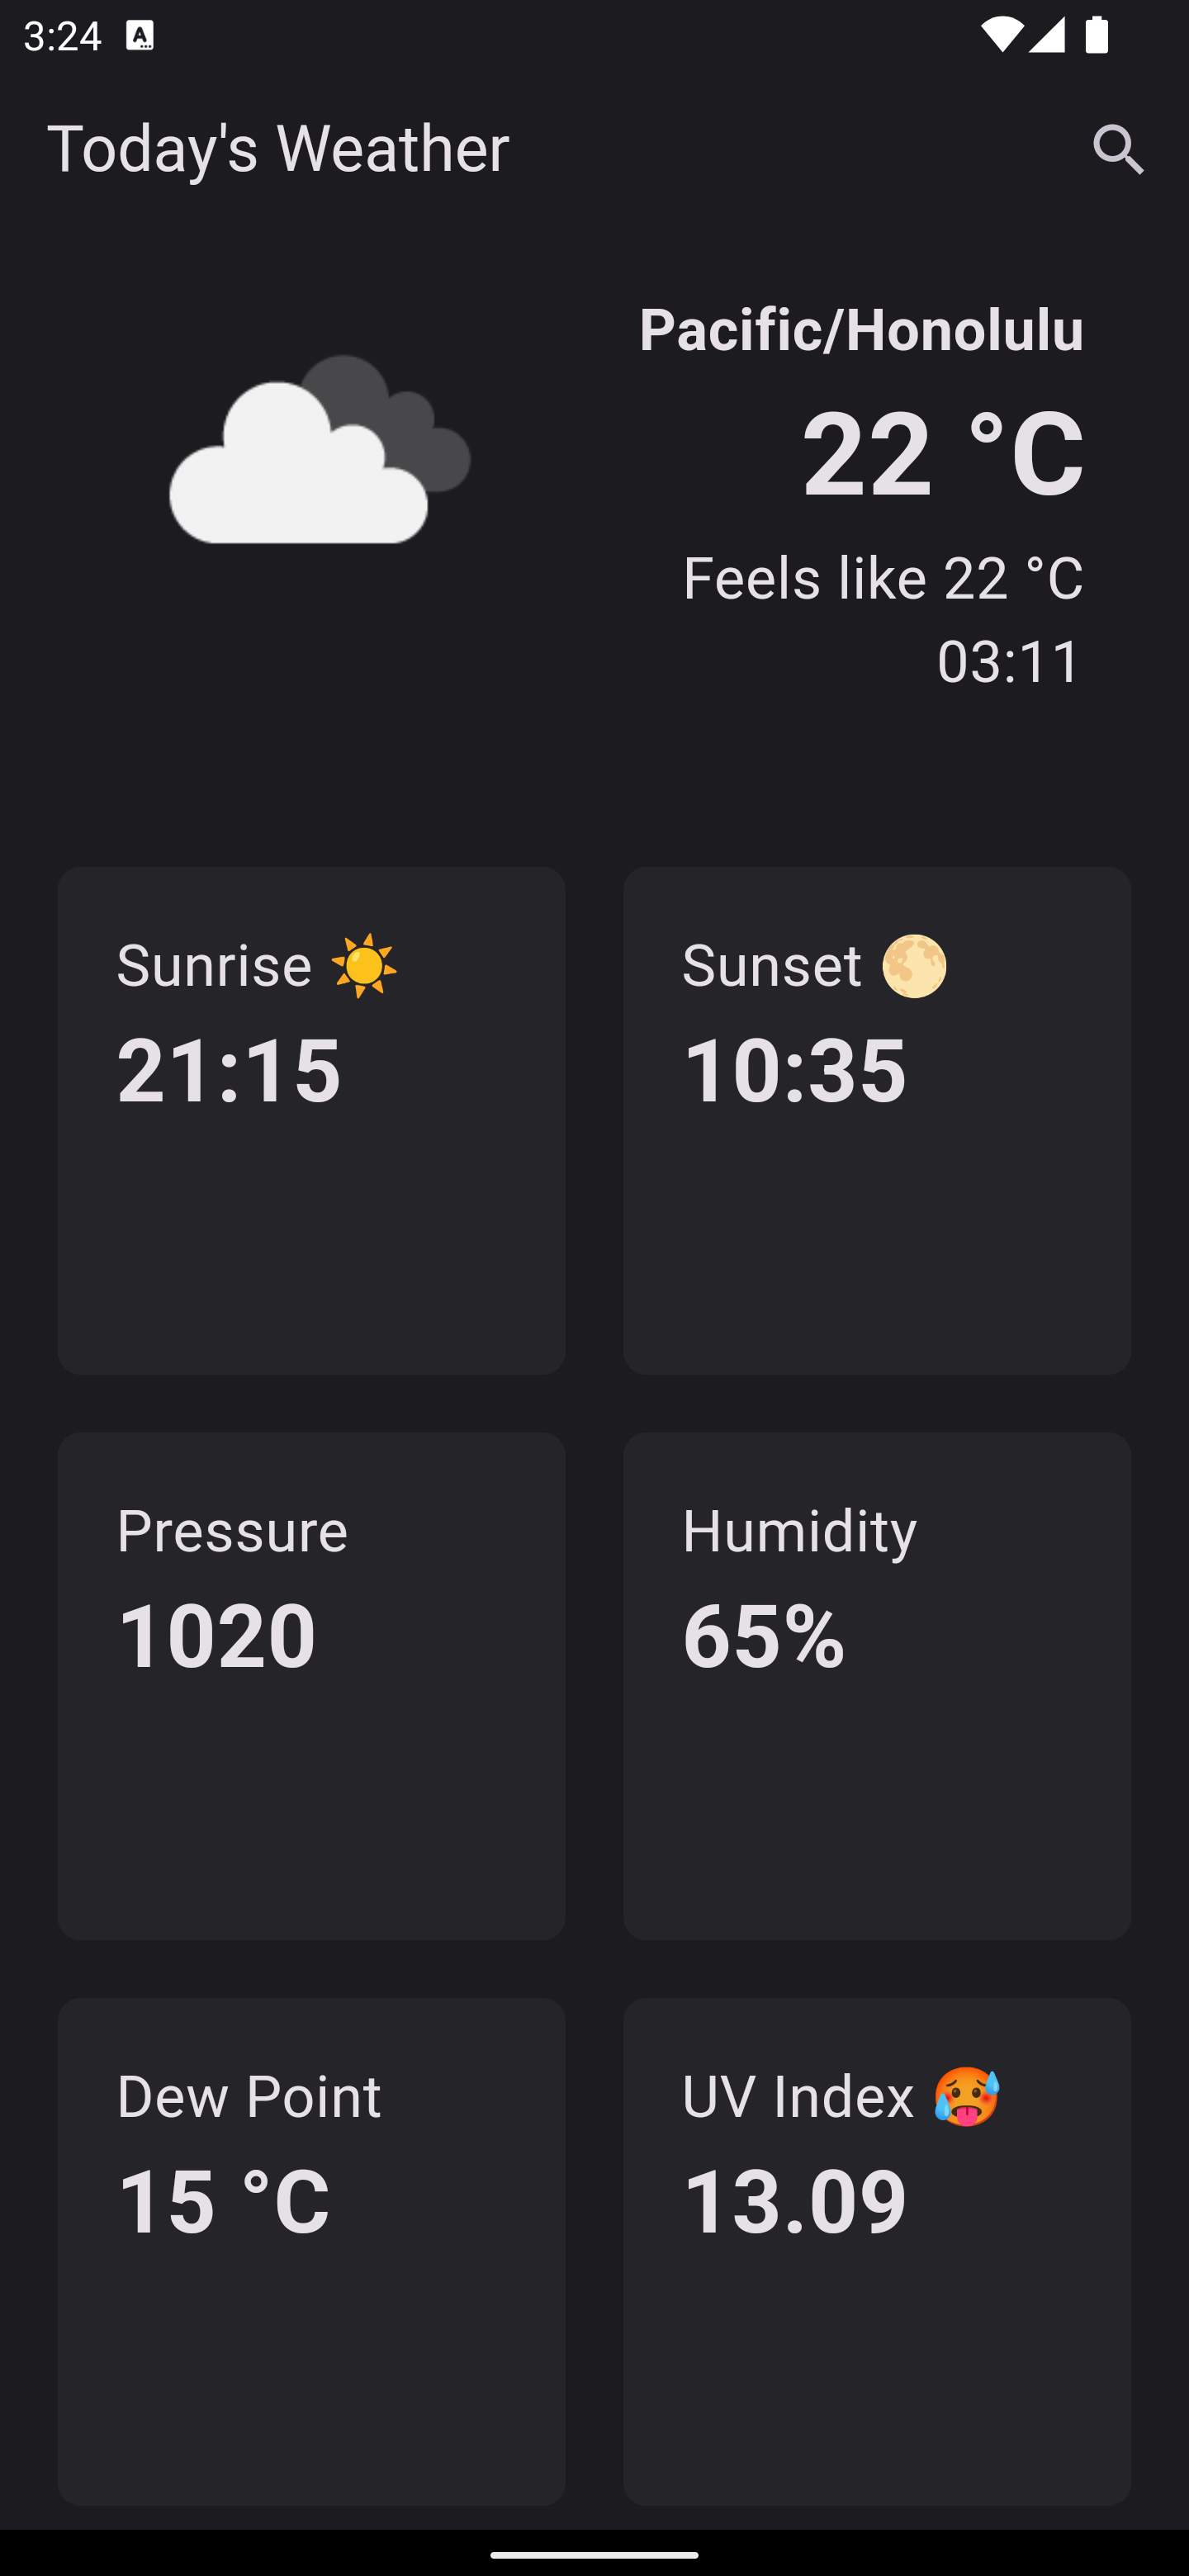 3:24
Today's Weather
Pacific/Honolulu
22 °C
Feels like 22 °C
03:11
Sunrise ☀️
21:15
Sunset 🌕
10:35
Pressure
1020
Humidity
65%
Dew Point
15 °C
UV Index 🥵
13.09